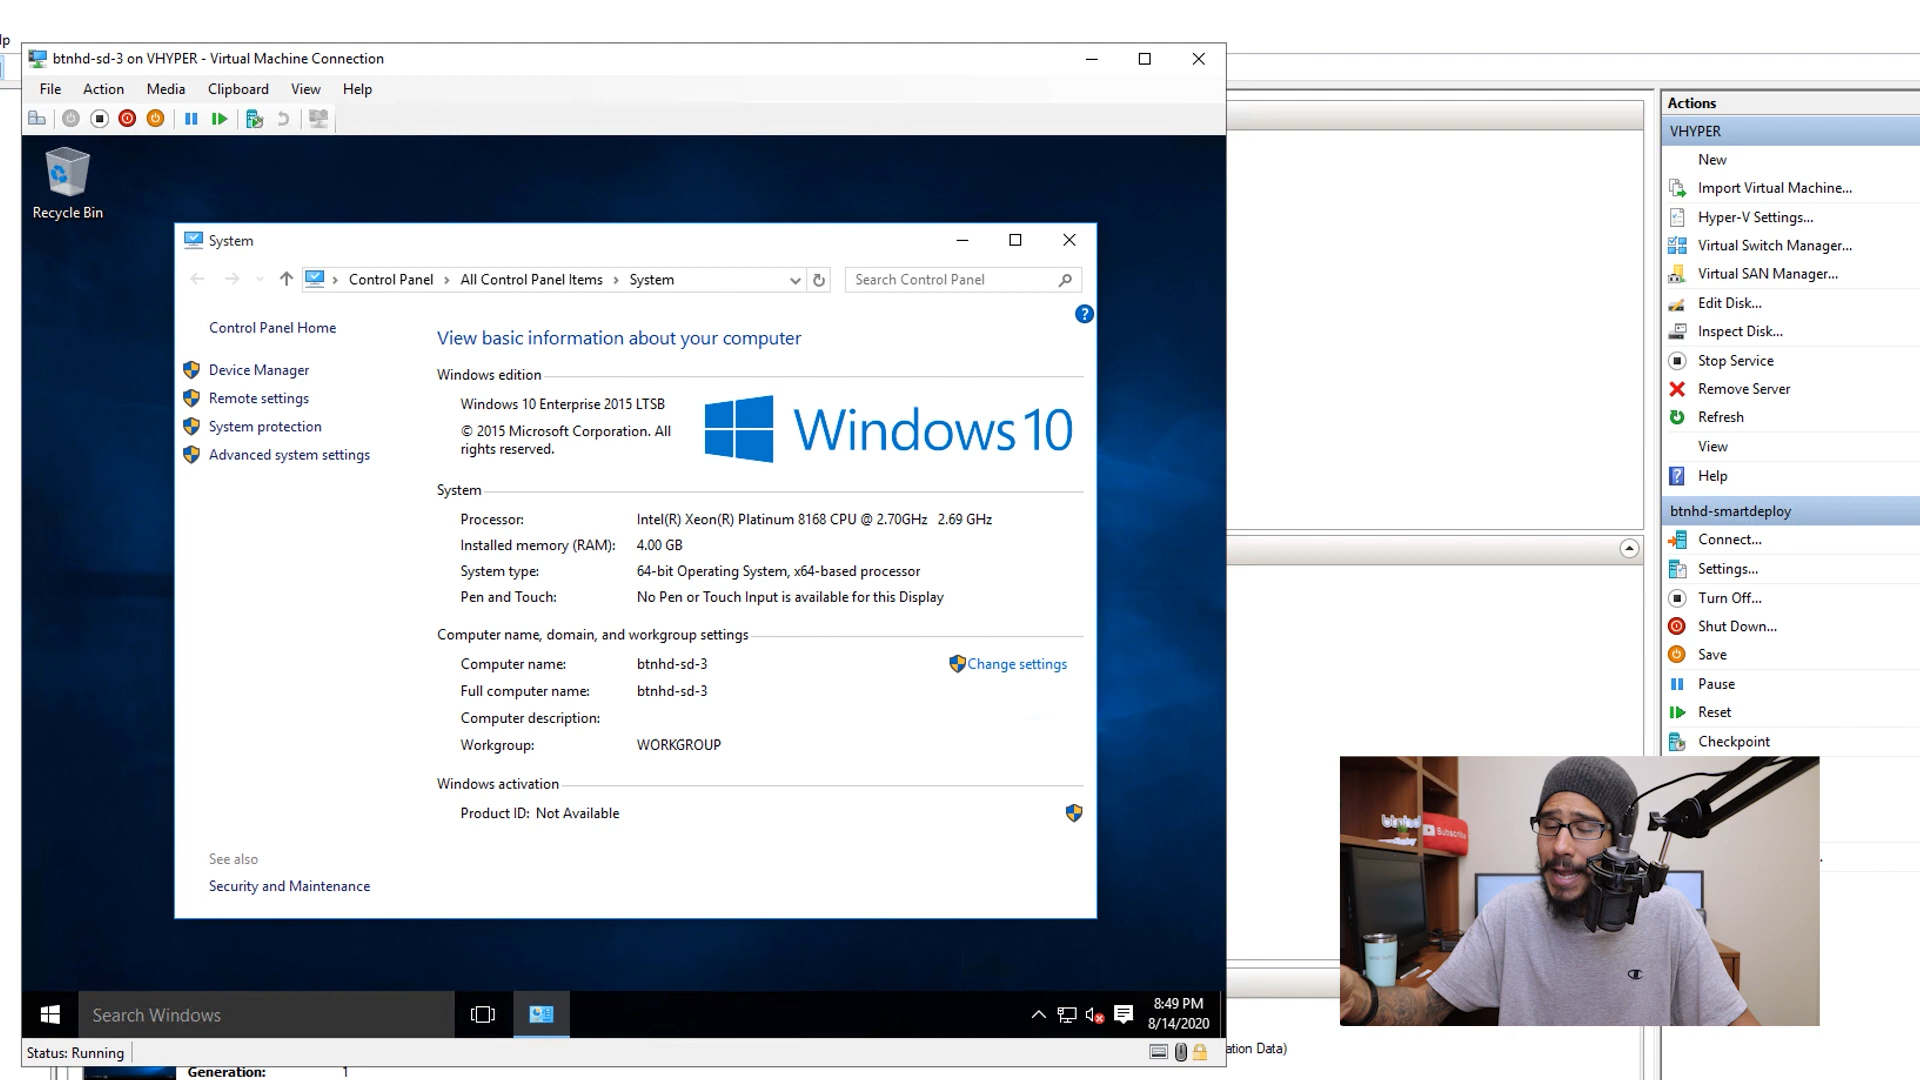 lp
btnhd-sd-3 on VHYPER - Virtual Machine Connection
File Action Media Clipboard View Help
Recycle Bin
System
Control Panel All Control Panel Items System
Search Control Panel
Control Panel Home
Device Manager
Remote settings
System protection
Advanced system settings
See also
Security and Maintenance
View basic information about your computer
Windows edition
Windows 10 Enterprise 2015 LTSB
© 2015 Microsoft Corporation. All
rights reserved.
Windows 10
System
Processor: Intel(R) Xeon(R) Platinum 8168 CPU @ 2.70GHz 2.69 GHz
Installed memory (RAM): 4.00 GB
System type: 64-bit Operating System, x64-based processor
Pen and Touch: No Pen or Touch Input is available for this Display
Computer name, domain, and workgroup settings
Computer name: btnhd-sd-3
Change settings
Full computer name: btnhd-sd-3
Computer description:
Workgroup: WORKGROUP
Windows activation
Product ID: Not Available
Search Windows
8:49 PM
8/14/2020
Status: Running
Generation: 1
ation Data)
Actions
VHYPER
New
Import Virtual Machine...
Hyper-V Settings...
Virtual Switch Manager...
Virtual SAN Manager...
Edit Disk...
Inspect Disk...
Stop Service
Remove Server
Refresh
View
Help
btnhd-smartdeploy
Connect...
Settings...
Turn Off...
Shut Down...
Save
Pause
Reset
Checkpoint
btnhd
Subscribe